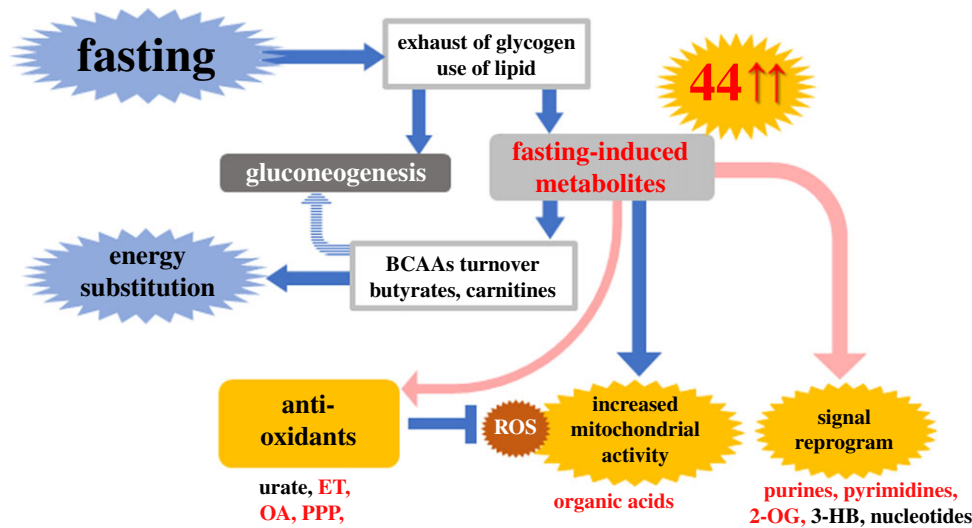 fasting
exhaust of glycogen
use of lipid
44↑↑
gluconeogenesis
fasting-induced
metabolites
energy
substitution
BCAAs turnover
butyrates, carnitines
anti-
oxidants
ROS
increased
mitochondrial
activity
signal
reprogram
urate, ET,
OA, PPP,
organic acids
purines, pyrimidines,
2-OG, 3-HB, nucleotides